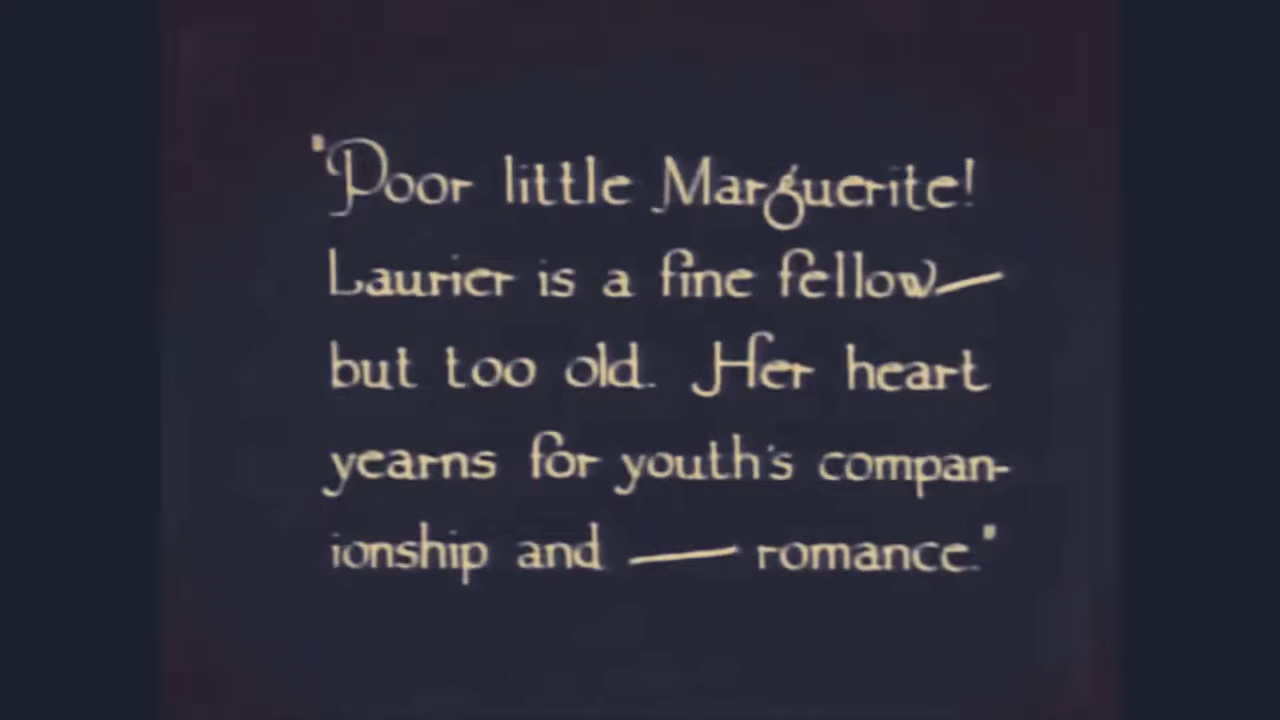 "Poor little Marguerite!
Laurier is a fine fellow—
but too old. Her heart
yearns for youth's compan-
ionship and — romance."